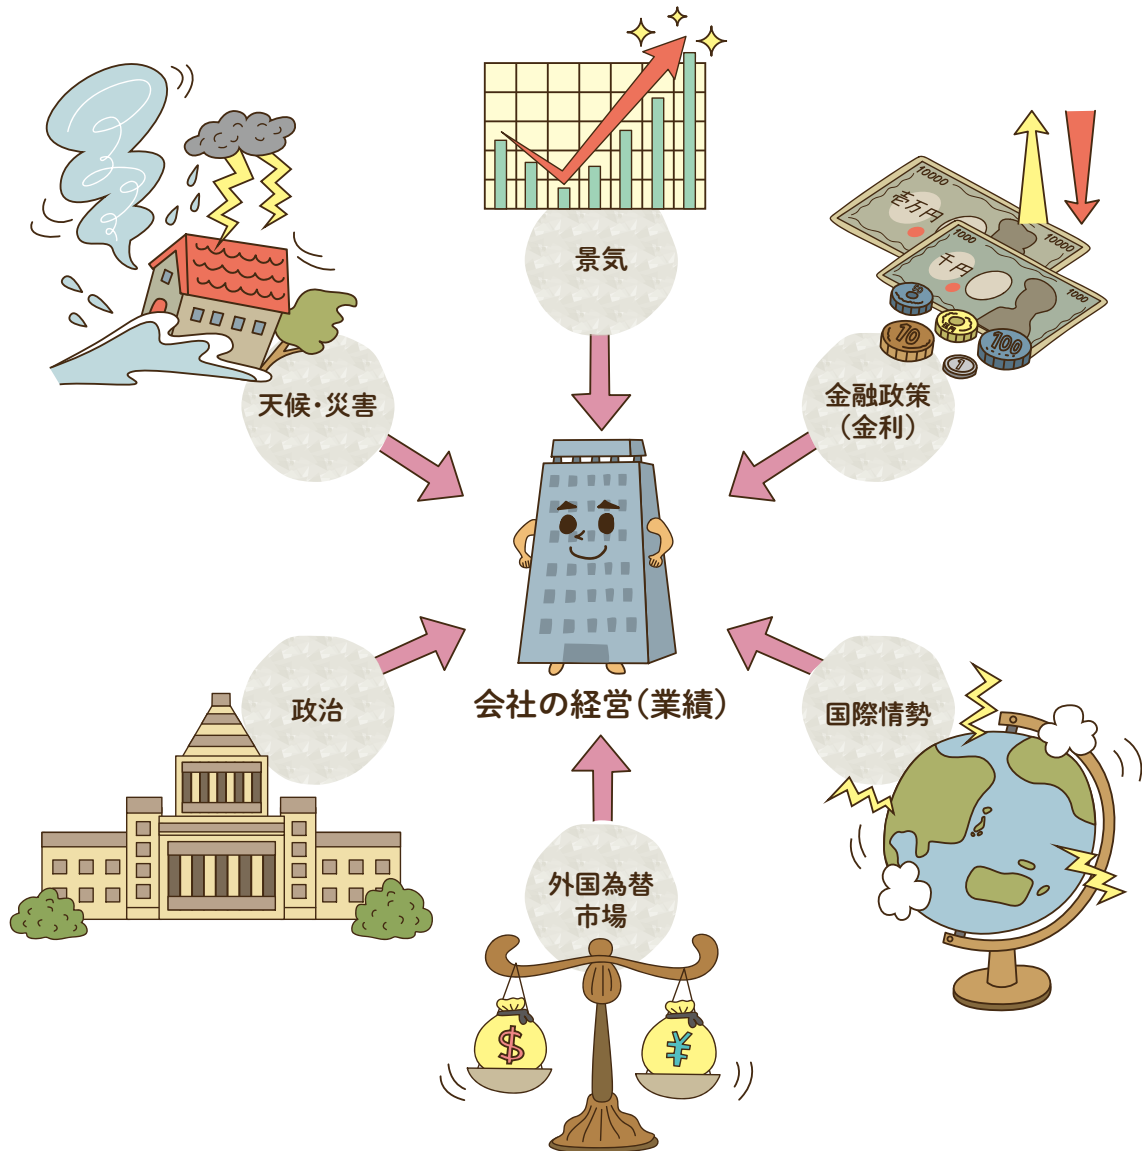 景気
10000
壱万円
10000
1000
千円
1000
10
100
1
天候・災害
金融政策
(金利)
会社の経営(業績)
政治
国際情勢
外国為替
市場
$
¥